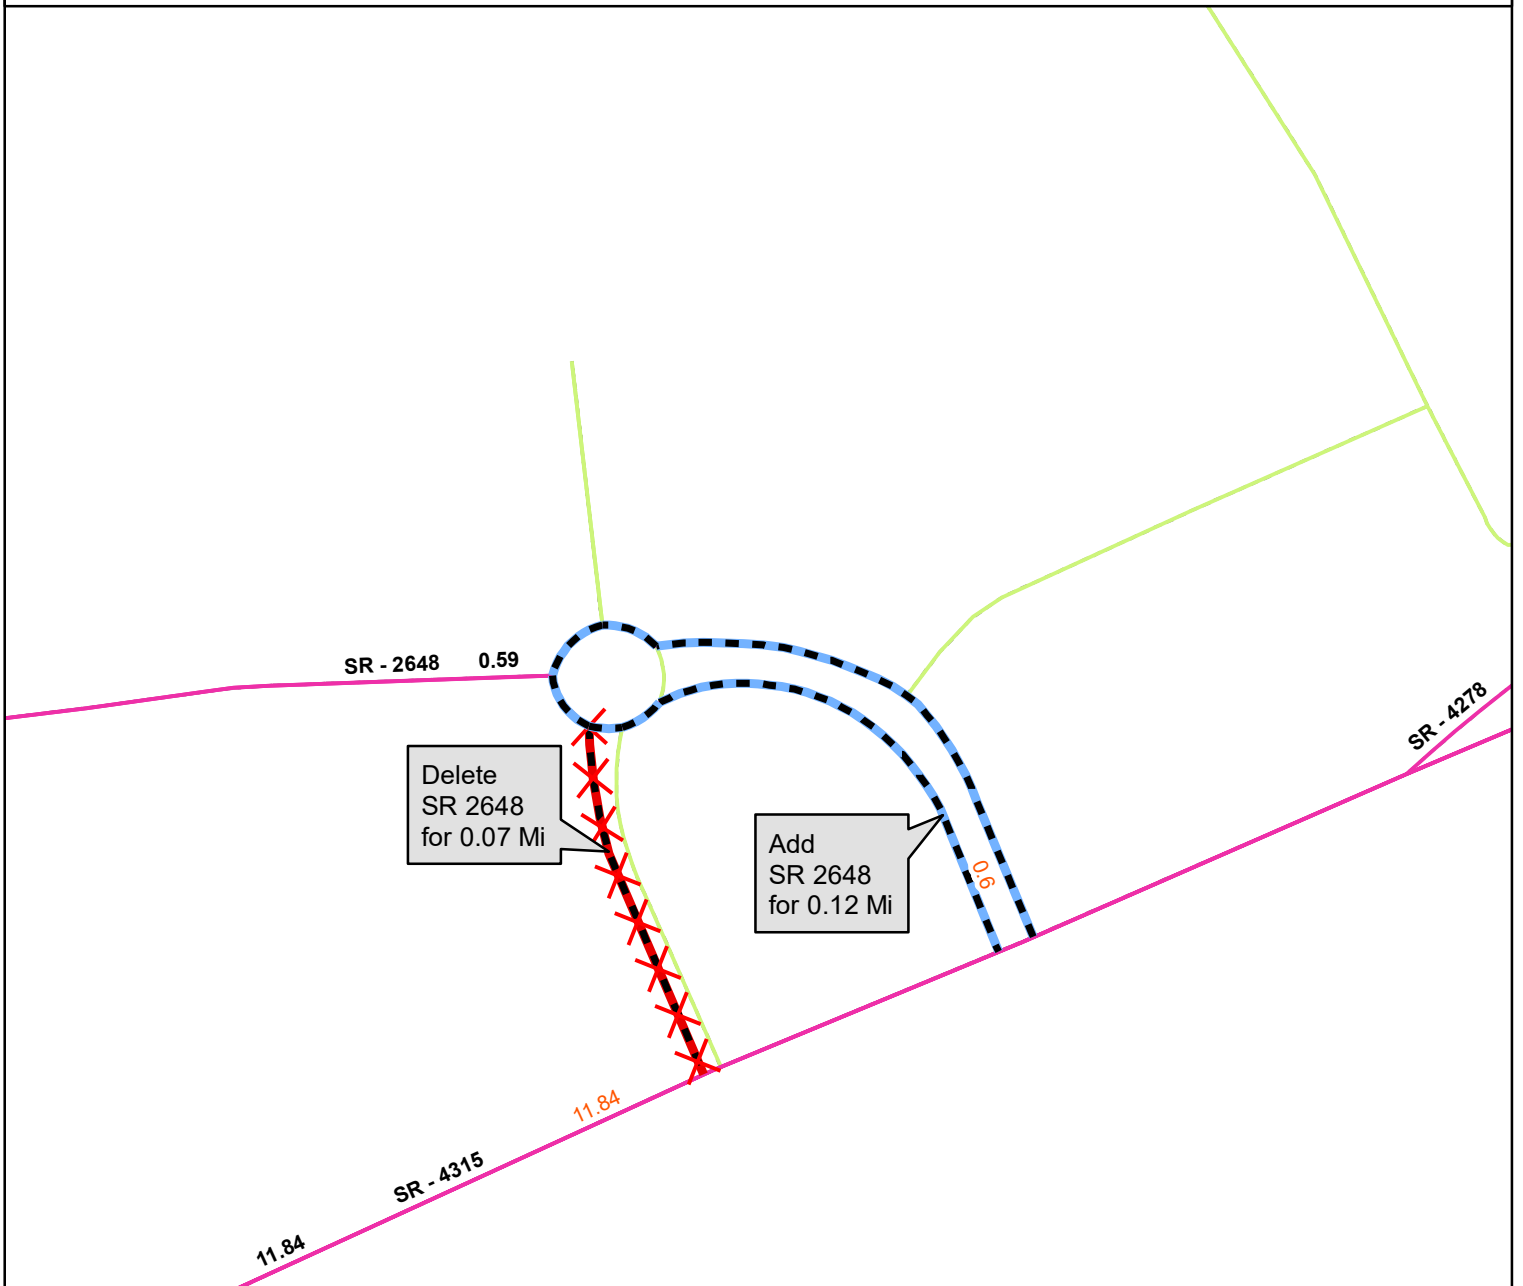 SR - 2648 0.59
SR - 4278
Delete
SR 2648
for 0.07 Mi
Add
SR 2648
for 0.12 Mi
0.6
11.84
SR - 4315
11.84